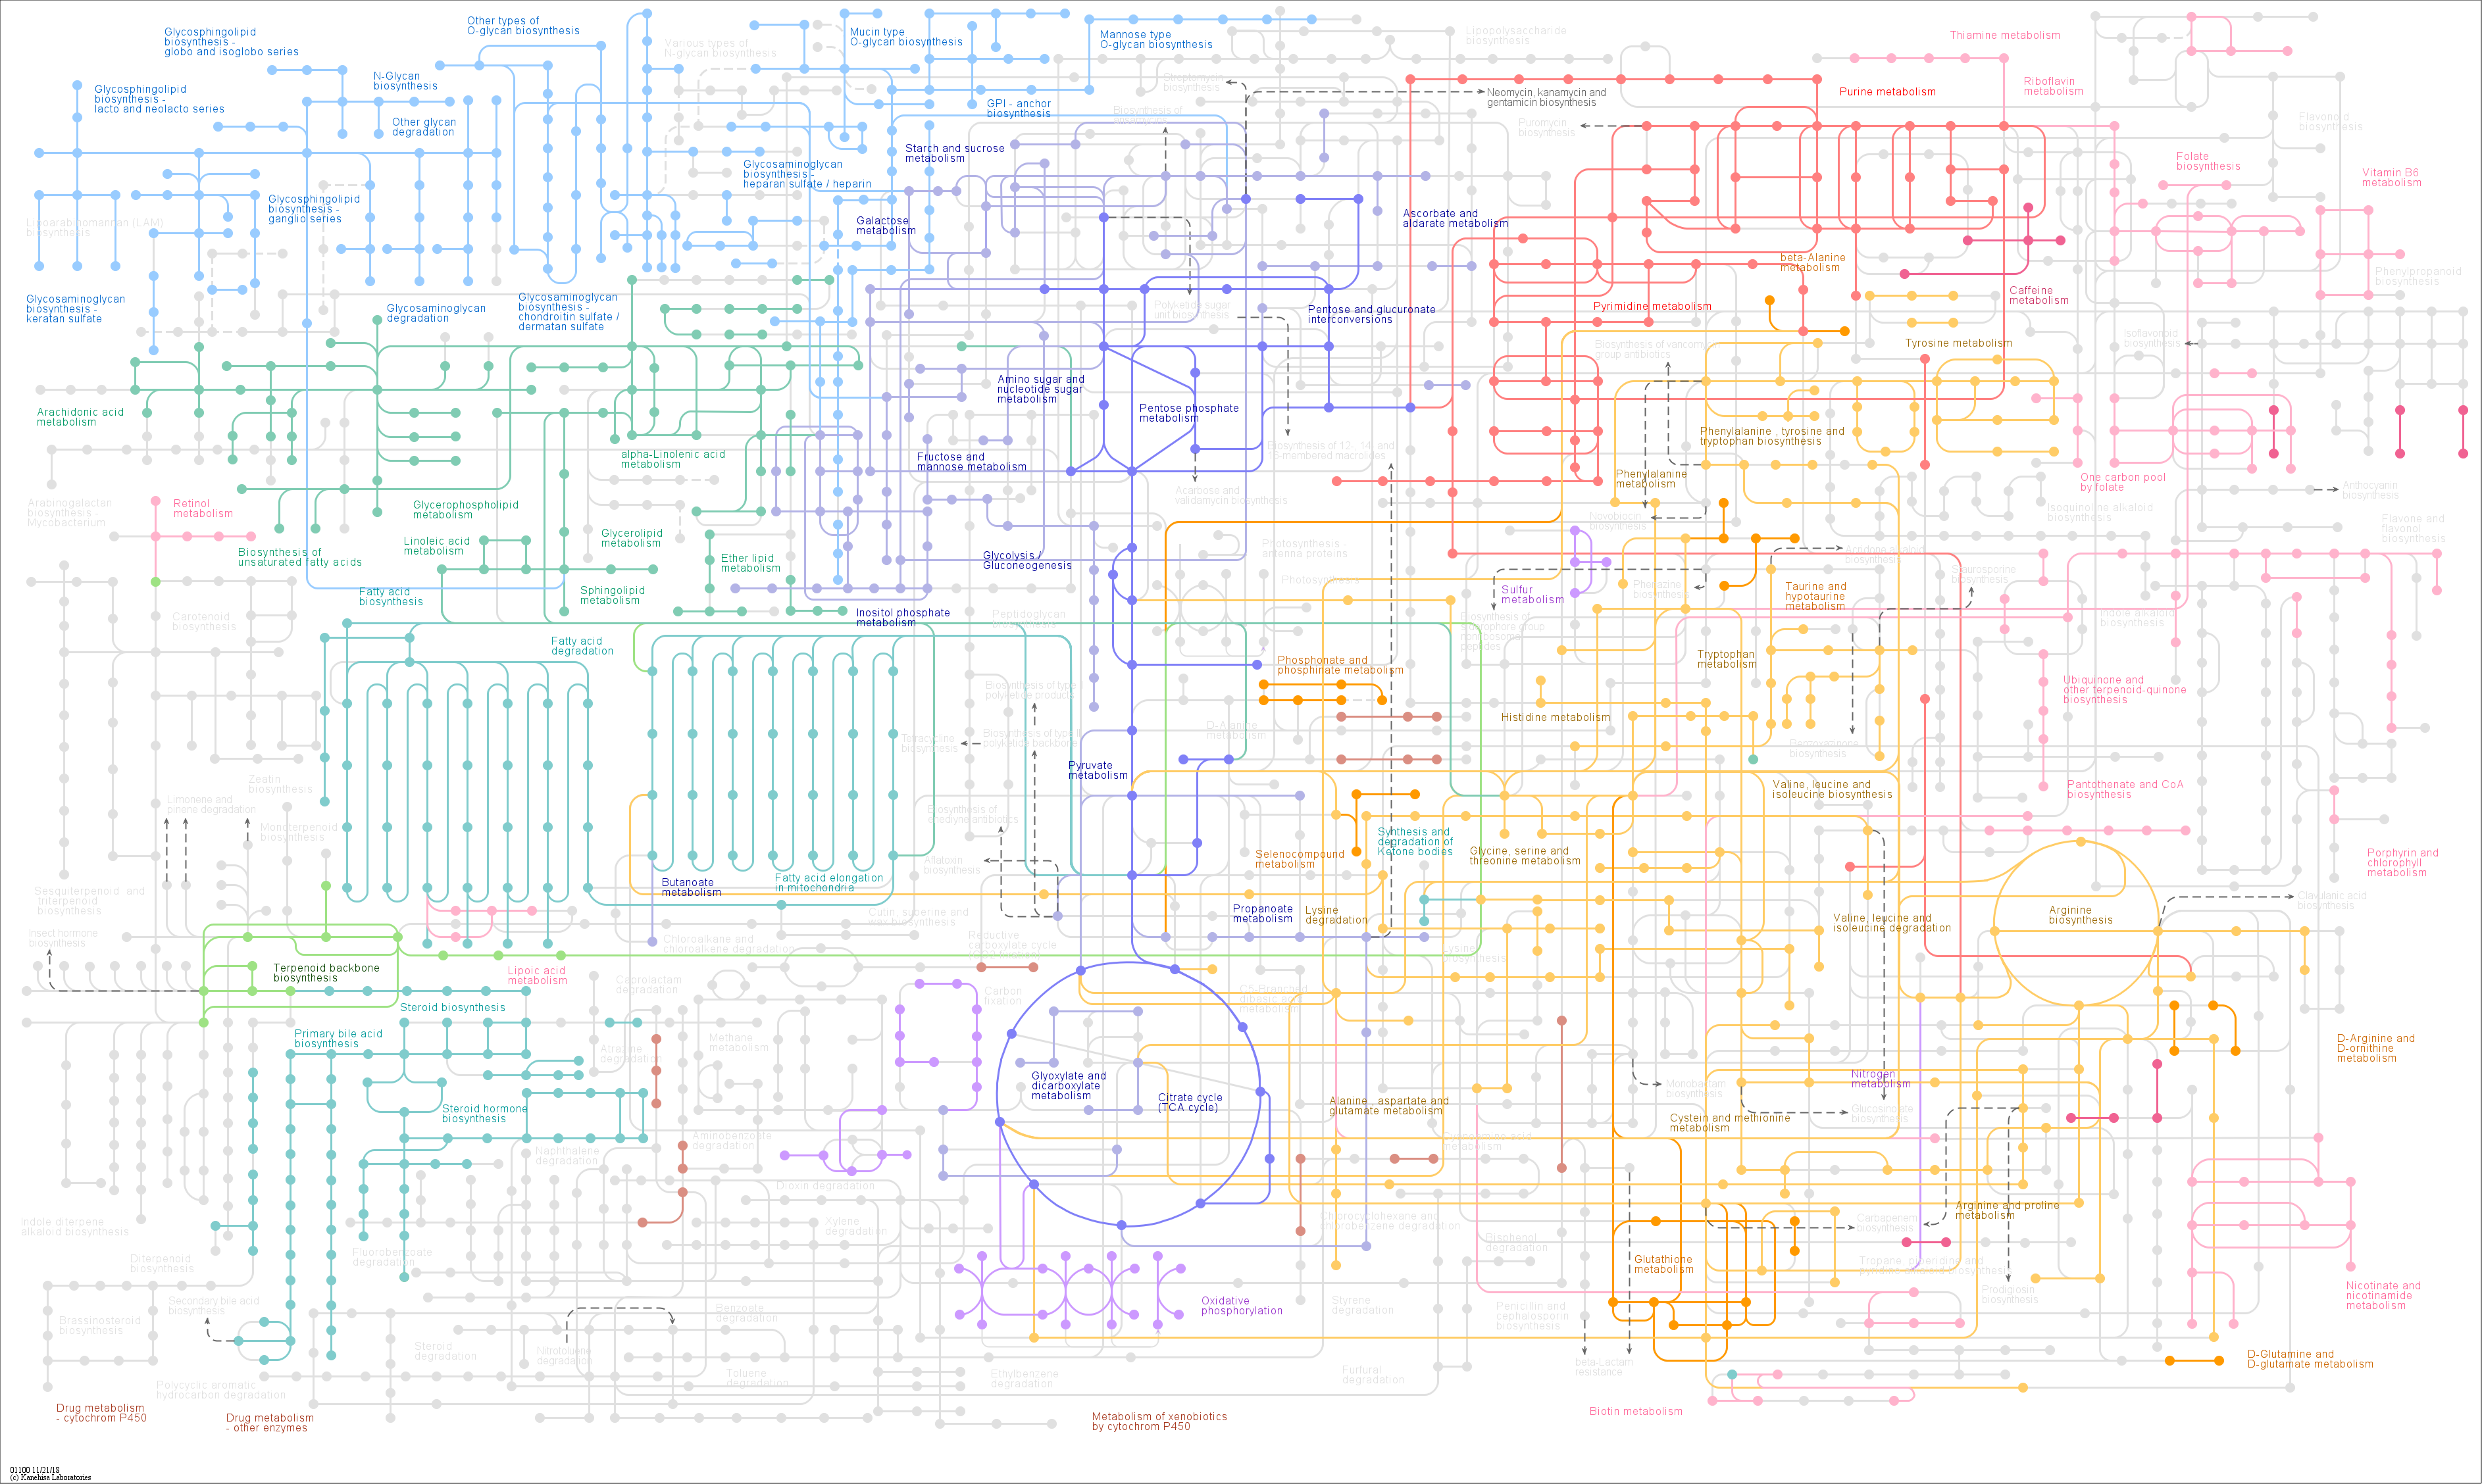 Glycosphingolipid
biosynthesis -
globo and isoglobo series
Other types of
O-glycan biosynthesis
Various types of
N-glycan biosynthesis
Mucin type
O-glycan biosynthesis
Mannose type
O-glycan biosynthesis
Lipopolysaccharide
biosynthesis
Thiamine metabolism
Glycosphingolipid
biosynthesis -
lacto and neolacto series
N-Glycan
biosynthesis
Other glycan
degradation
GPI - anchor
biosynthesis
Streptomycin
biosynthesis
Biosynthesis of
Neomycin, kanamycin and
gentamicin biosynthesis
Puromycin
biosynthesis
Purine metabolism
Riboflavin
metabolism
Flavonoid
biosynthesis
Folate
biosynthesis
Vitamin B6
metabolism
Starch and sucrose
metabolism
Glycosaminoglycan
biosynthesis -
heparan sulfate / heparin
Glycosphingolipid
biosynthesis -
ganglio series
Lipoarabinomannan (LAM)
biosynthesis
Galactose
metabolism
Ascorbate and
aldarate metabolism
beta-Alanine
metabolism
Caffeine
metabolism
Phenylpropanoid
biosynthesis
Glycosaminoglycan
biosynthesis -
keratan sulfate
Glycosaminoglycan
degradation
Glycosaminoglycan
biosynthesis -
chondroitin sulfate /
dermatan sulfate
Polyketide sugar
unit biosynthesis
Pentose and glucuronate
interconversions
Pyrimidine metabolism
Tyrosine metabolism
Isoflavonoid
biosynthesis
Biosynthesis of vancomycin
group antibiotics
Arachidonic acid
metabolism
Amino sugar and
nucleotide sugar
metabolism
Pentose phosphate
metabolism
alpha-Linolenic acid
metabolism
Fructose and
mannose metabolism
Biosynthesis of 12-, 14- and
16-membered macrolides
Phenylalanine , tyrosine and
tryptophan biosynthesis
Phenylalanine
metabolism
One carbon pool
by folate
Anthocyanin
biosynthesis
Arabinogalactan
biosynthesis -
Mycobacterium
Retinol
metabolism
Glycerophospholipid
metabolism
Acarbose and
validamycin biosynthesis
Novobiocin
biosynthesis
Isoquinoline alkaloid
biosynthesis
Flavone and
flavonol
biosynthesis
Biosynthesis of
unsaturated fatty acids
Linoleic acid
metabolism
Glycerolipid
metabolism
Ether lipid
metabolism
Glycolysis /
Gluconeogenesis
Photosynthesis -
antenna proteins
Photosynthesis
Acridone alkaloid
biosynthesis
Staurosporine
biosynthesis
Fatty acid
biosynthesis
Sphingolipid
metabolism
Inositol phosphate
metabolism
Peptidoglycan
biosynthesis
Sulfur
metabolism
Phenazine
biosynthesis
Taurine and
hypotaurine
metabolism
Indole alkaloid
biosynthesis
Carotenoid
biosynthesis
Biosynthesis of
siderophore group
nonribosomal
peptides
Fatty acid
degradation
Phosphonate and
phosphinate metabolism
Tryptophan
metabolism
Ubiquinone and
other terpenoid-quinone
biosynthesis
Biosynthesis of type I
polyketide products
Biosynthesis of type II
polyketide backbone
Tetracycline
biosynthesis
D-Alanine
metabolism
Histidine metabolism
Benzoxazinone
biosynthesis
Pyruvate
metabolism
Zeatin
biosynthesis
Limonene and
pinene degradation
Monoterpenoid
biosynthesis
Biosynthesis of
enediyne antibiotics
Valine, leucine and
isoleucine biosynthesis
Pantothenate and CoA
biosynthesis
Synthesis and
degradation of
Ketone bodies
Selenocompound
metabolism
Glycine, serine and
threonine metabolism
Porphyrin and
chlorophyll
metabolism
Aflatoxin
biosynthesis
Butanoate
metabolism
Fatty acid elongation
in mitochondria
Sesquiterpenoid and
triterpenoid
biosynthesis
Cutin, suberine and
wax biosynthesis
Propanoate
metabolism
Lysine
degradation
Valine, leucine and
isoleucine degradation
Arginine
biosynthesis
Clavulanic acid
biosynthesis
Insect hormone
biosynthesis
Chloroalkane and
chloroalkene degradation
Reductive
carboxylate cycle
Lysine
biosynthesis
Terpenoid backbone
biosynthesis
Lipoic acid
metabolism
Caprolactam
degradation
Carbon
fixation
C5-Branched
dibasic acid
metabolism
Steroid biosynthesis
Primary bile acid
biosynthesis
Atrazine
degradation
Methane
metabolism
D-Arginine and
D-ornithine
metabolism
Glyoxylate and
dicarboxylate
metabolism
Citrate cycle
(TCA cycle)
Alanine , aspartate and
glutamate metabolism
Monobactam
biosynthesis
Nitrogen
metabolism
Glucosinolate
biosynthesis
Steroid hormone
biosynthesis
Cystein and methionine
metabolism
Aminobenzoate
degradation
Naphthalene
degradation
Dioxin degradation
Arginine and proline
metabolism
Indole diterpene
alkaloid biosynthesis
Xylene
degradation
Chlorocyclohexane and
chlorobenzene degradation
Carbapenem
biosynthesis
Bisphenol
degradation
Diterpenoid
biosynthesis
Fluorobenzoate
degradation
Glutathione
metabolism
Tropane, piperidine and
pyridine alkaloid biosynthesis
Prodigiosin
biosynthesis
Nicotinate and
nicotinamide
metabolism
Secondary bile acid
biosynthesis
Brassinosteroid
biosynthesis
Benzoate
degradation
Oxidative
phosphorylation
Styrene
degradation
Penicillin and
cephalosporin
biosynthesis
Steroid
degradation
Nitrotoluene
degradation
Toluene
degradation
Ethylbenzene
degradation
Furfural
degradation
beta-Lactam
resistance
D-Glutamine and
D-glutamate metabolism
Polycyclic aromatic
hydrocarbon degradation
Drug metabolism
- cytochrom P450
Drug metabolism
- other enzymes
Metabolism of xenobiotics
by cytochrom P450
Biotin metabolism
01100 11/21/18
(c) Kanehisa Laboratories